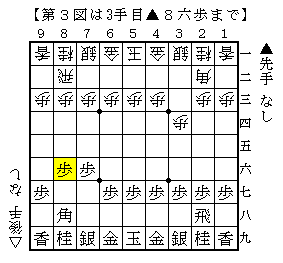 【第３図は3手目▲８六歩まで】
9 8 7 6 5 4 3 2 1
香桂銀金玉金銀桂香 一
飛 角 二
歩歩歩歩歩歩 歩歩 三
歩 四
五
歩歩 六
歩 歩歩歩歩歩歩 七
角 飛 八
香桂銀金玉金銀桂香 九
▲先手 なし
△後手 なし